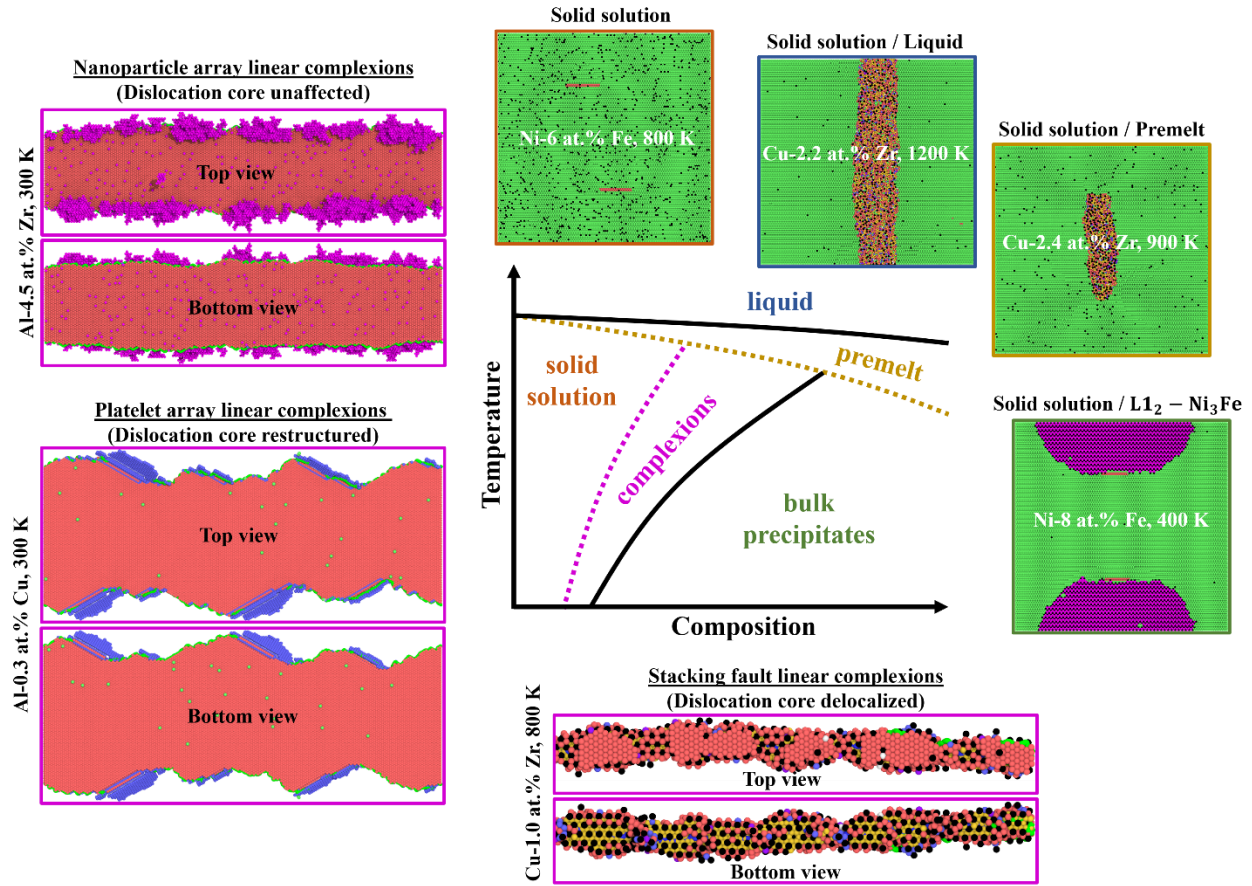 Solid solution
Ni-6 at.% Fe, 800 K
Solid solution / Liquid
Cu-2.2 at.% Zr, 1200 K
Solid solution / Premelt
Cu-2.4 at.% Zr, 900 K
Nanoparticle array linear complexions
(Dislocation core unaffected)
Al-4.5 at.% Zr, 300 K
Top view
Bottom view
Platelet array linear complexions
(Dislocation core restructured)
Al-0.3 at.% Cu, 300 K
Top view
Bottom view
Temperature
liquid
premelt
solid
solution
complexions
bulk
precipitates
Composition
Solid solution / L1₂ − Ni₃Fe
Ni-8 at.% Fe, 400 K
Stacking fault linear complexions
(Dislocation core delocalized)
Cu-1.0 at.% Zr, 800 K
Top view
Bottom view